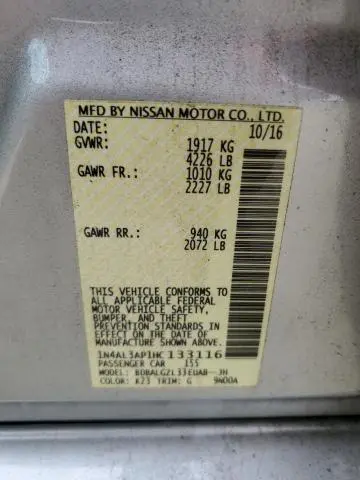 MFD BY NISSAN MOTOR CO., LTD.
DATE: 10/16
GVWR: 1917 KG
4226 LB
GAWR FR.: 1010 KG
2227 LB
GAWR RR.: 940 KG
2072 LB
THIS VEHICLE CONFORMS TO ALL
APPLICABLE FEDERAL
MOTOR VEHICLE SAFETY,
BUMPER, AND THEFT
PREVENTION STANDARDS IN
EFFECT ON THE DATE OF
MANUFACTURE SHOWN ABOVE.
1N4AL3AP1HC133116
PASSENGER CAR 155
MODEL: BDBALGZL33EUAB--JN
COLOR: K23 TRIM: G 9N00A